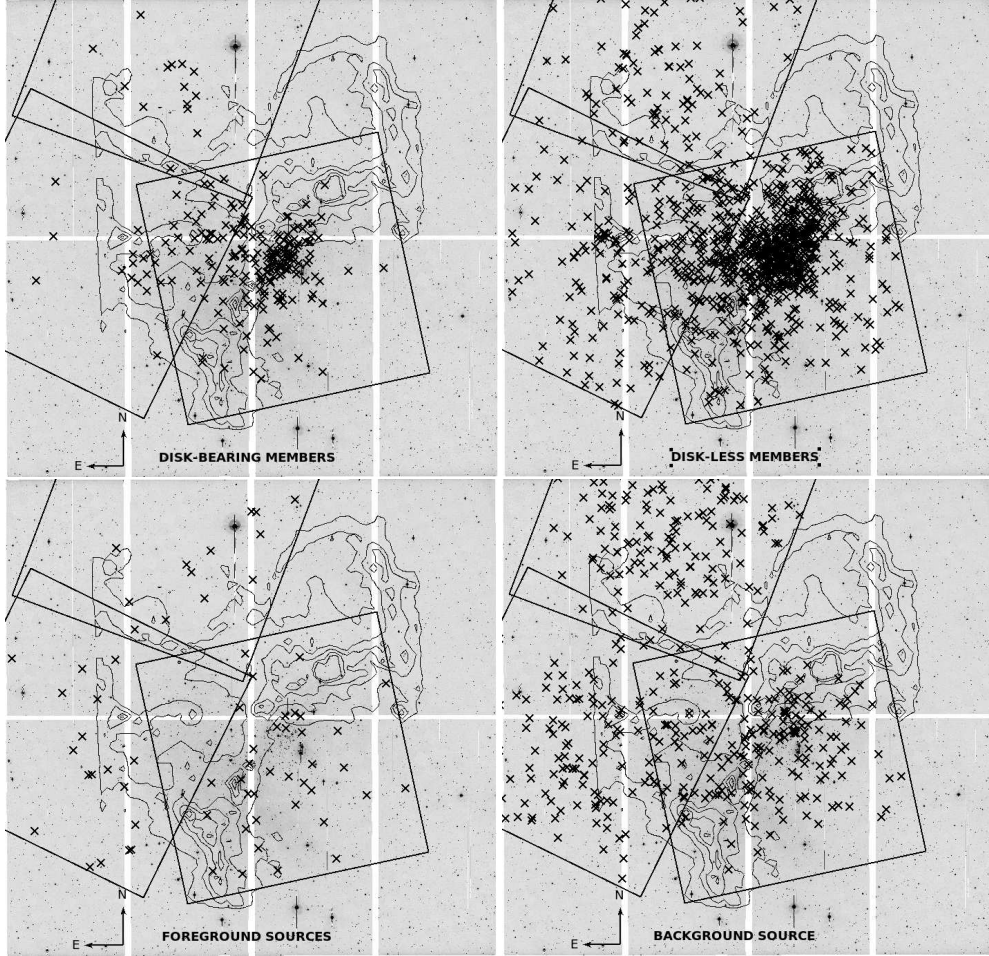 N
E
DISK-BEARING MEMBERS
N
E
DISK-LESS MEMBERS
N
E
FOREGROUND SOURCES
N
E
BACKGROUND SOURCE